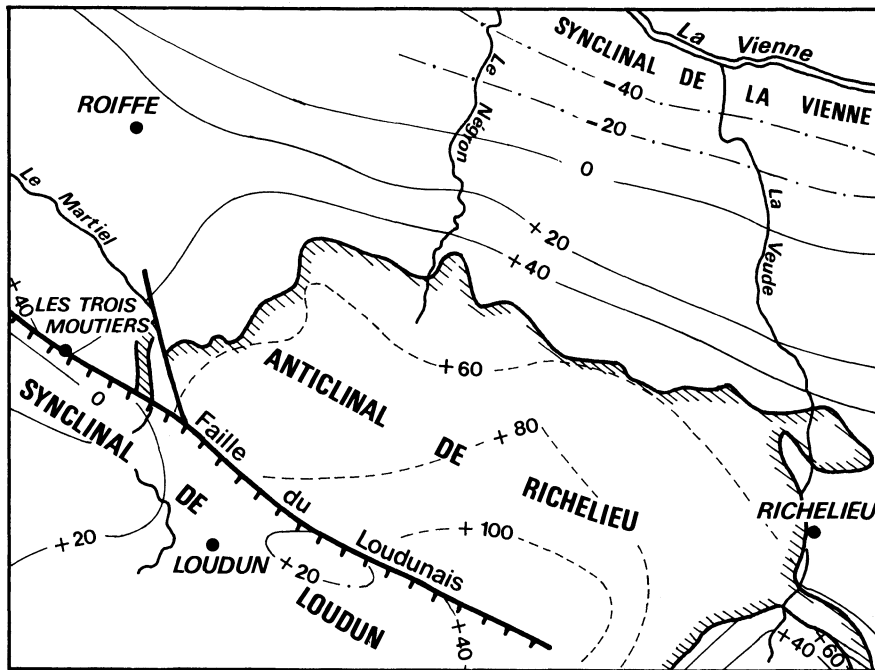 La Vienne
SYNCLINAL DE LA VIENNE
-40
-20
0
ROIFFE
Le Négron
Le Martiel
La Veude
+20
+40
+40
LES TROIS
MOUTIERS
0
+60
ANTICLINAL
DE
RICHELIEU
+80
+100
SYNCLINAL
DE
LOUDUN
Faille
du
Loudunais
RICHELIEU
+20
LOUDUN
+20
+40
+40
+60